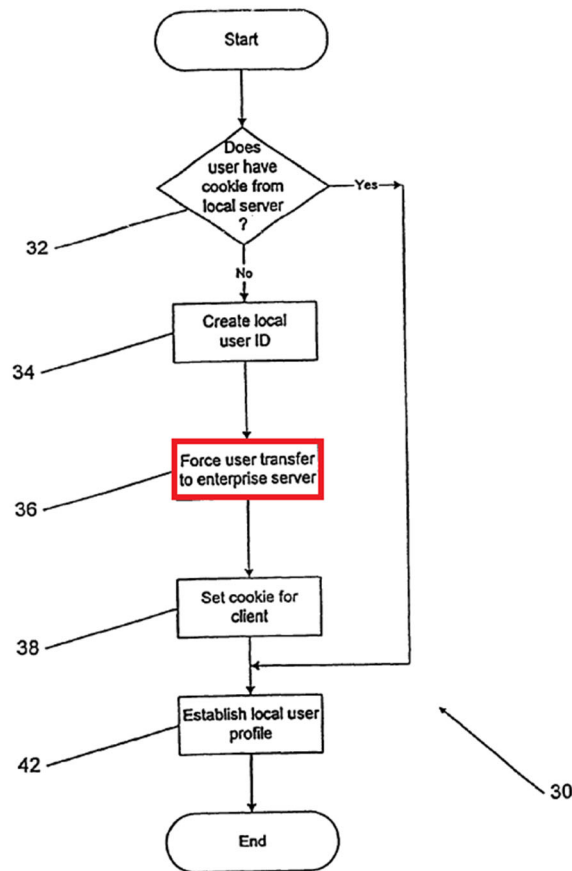 Start
Does
user have
cookie from
local server
?
Yes
32
No
Create local
user ID
34
Force user transfer
to enterprise server
36
Set cookie for
client
38
Establish local user
profile
42
30
End